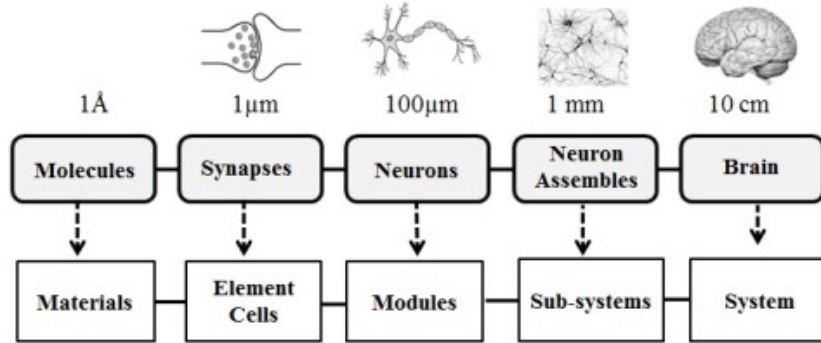 1Å
1µm
100µm
1 mm
10 cm
Molecules
Synapses
Neurons
Neuron
Assembles
Brain
Materials
Element
Cells
Modules
Sub-systems
System